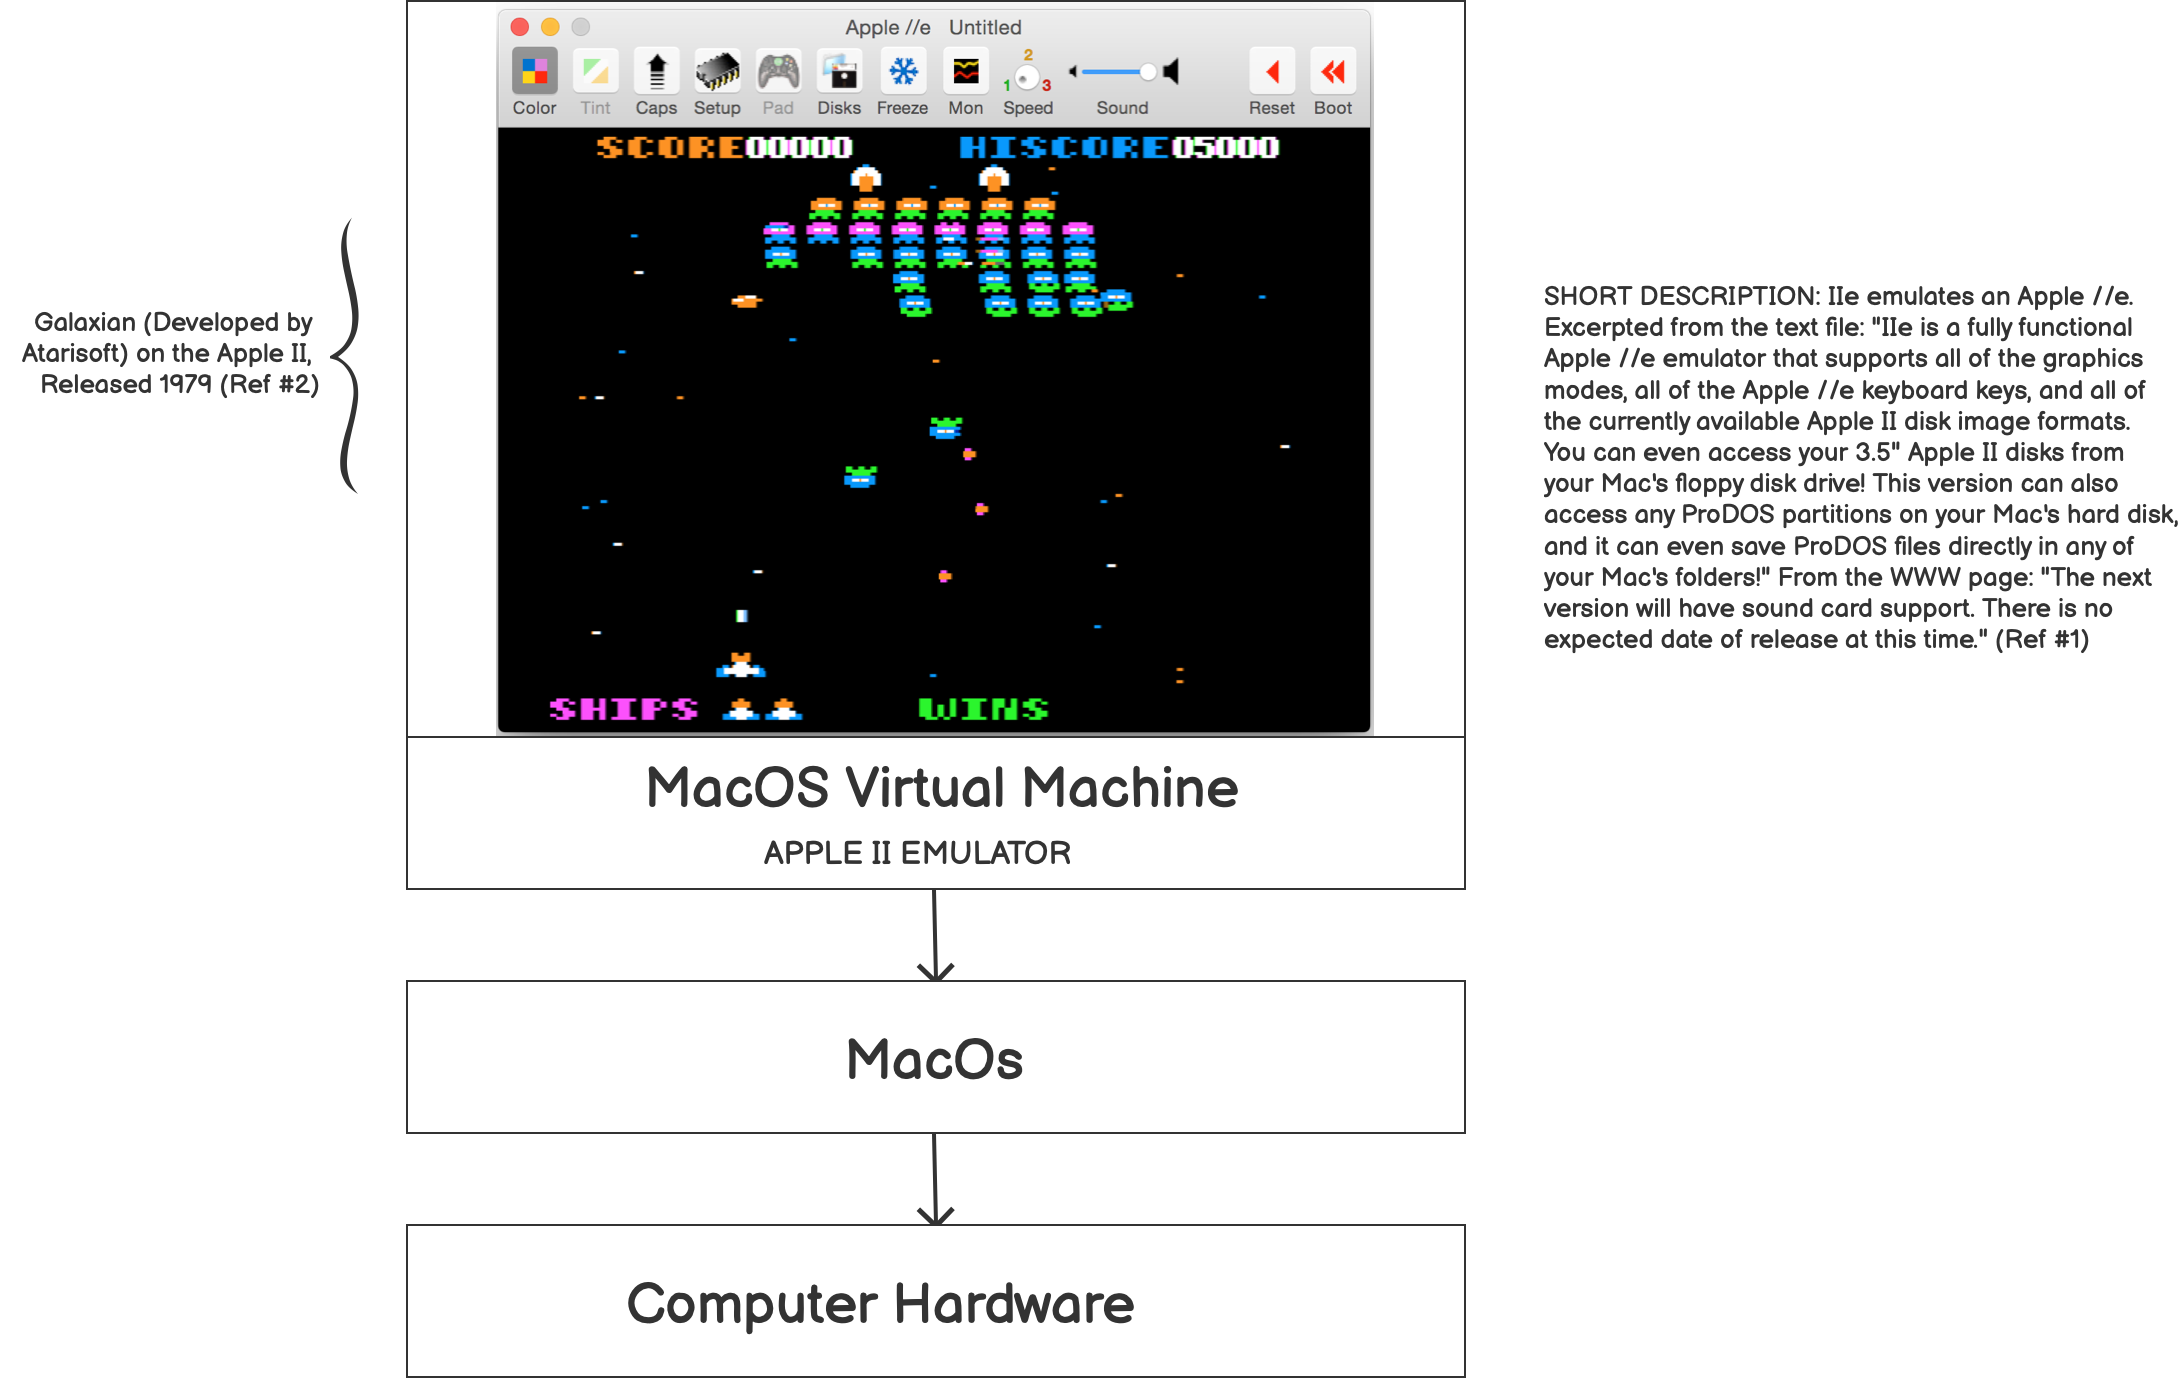 Apple //e Untitled
2
1 3
Color Tint Caps Setup Pad Disks Freeze Mon Speed Sound Reset Boot
SCORE00000 HISCORE05000
SHIPS WINS
Galaxian (Developed by
Atarisoft) on the Apple II,
Released 1979 (Ref #2)
SHORT DESCRIPTION: IIe emulates an Apple //e.
Excerpted from the text file: "IIe is a fully functional
Apple //e emulator that supports all of the graphics
modes, all of the Apple //e keyboard keys, and all of
the currently available Apple II disk image formats.
You can even access your 3.5" Apple II disks from
your Mac's floppy disk drive! This version can also
access any ProDOS partitions on your Mac's hard disk,
and it can even save ProDOS files directly in any of
your Mac's folders!" From the WWW page: "The next
version will have sound card support. There is no
expected date of release at this time." (Ref #1)
MacOS Virtual Machine
APPLE II EMULATOR
MacOs
Computer Hardware